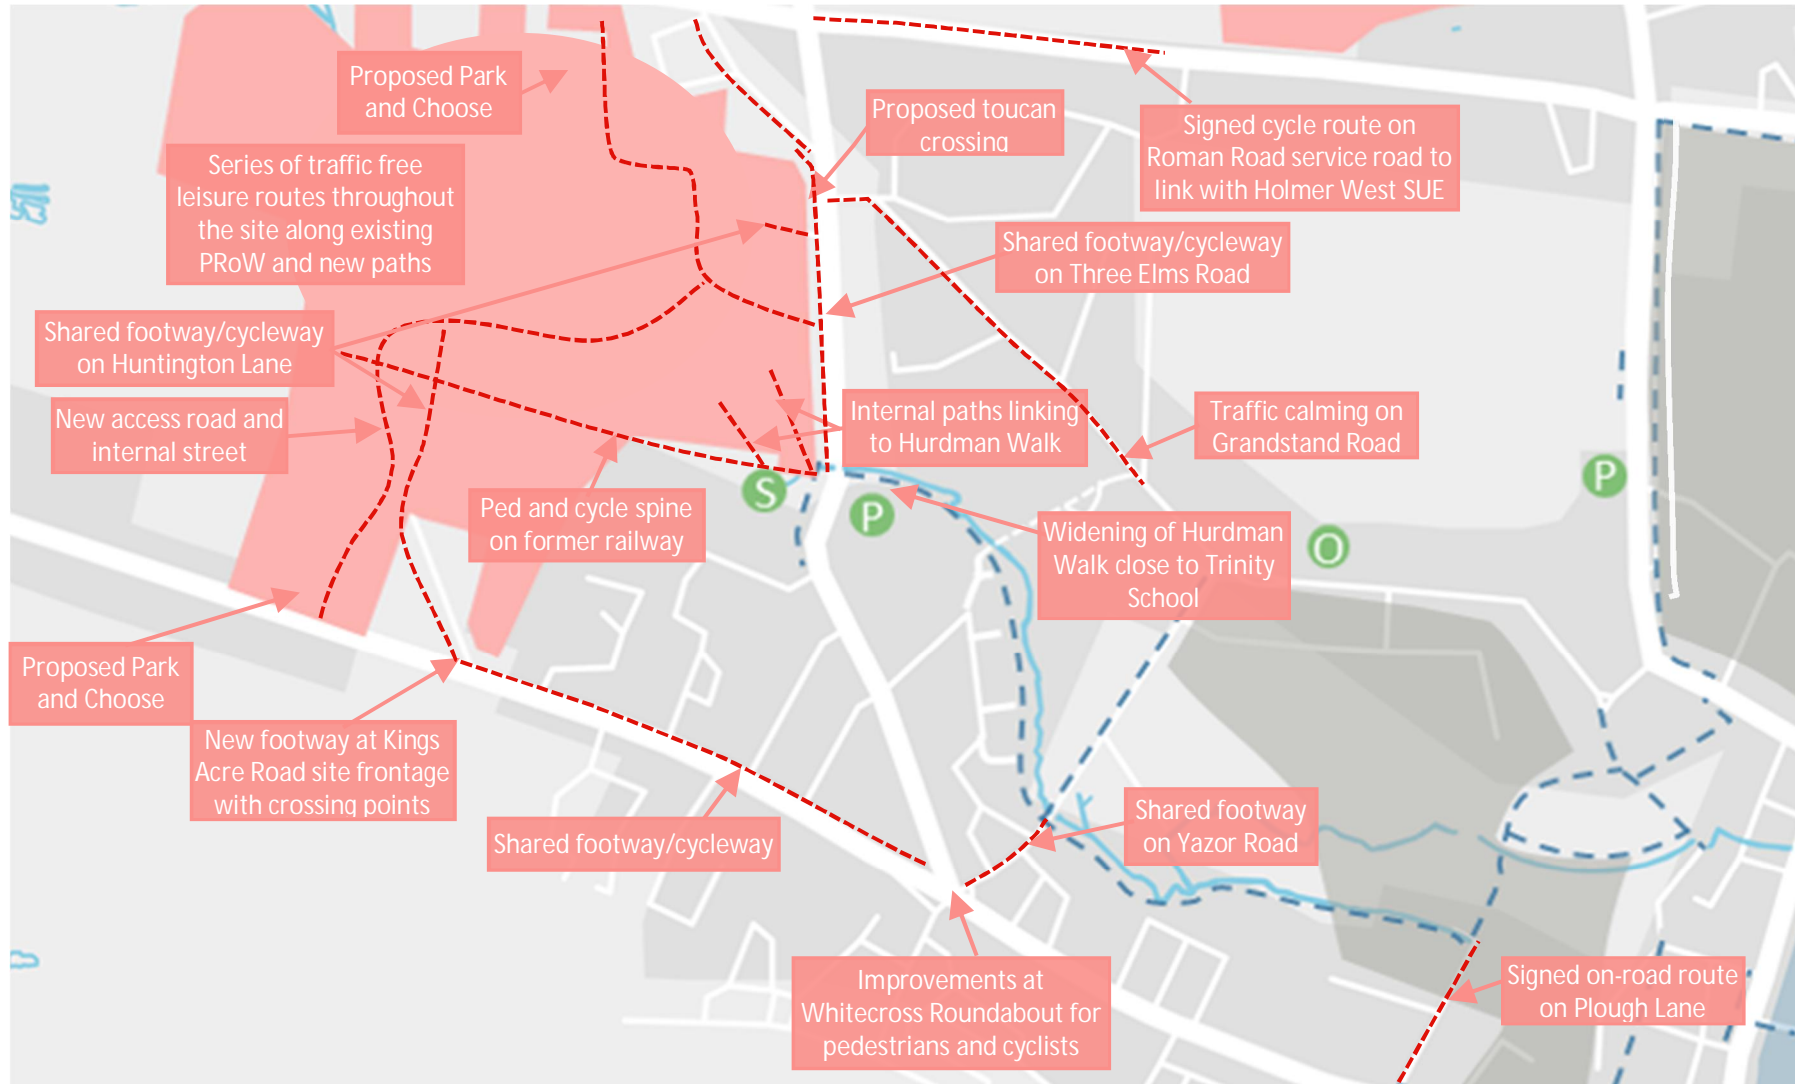 Proposed Park
and Choose
Proposed toucan
crossing
Signed cycle route on
Roman Road service road to
link with Holmer West SUE
Series of traffic free
leisure routes throughout
the site along existing
PRoW and new paths
Shared footway/cycleway
on Three Elms Road
Shared footway/cycleway
on Huntington Lane
New access road and
internal street
Internal paths linking
to Hurdman Walk
Traffic calming on
Grandstand Road
S
P
P
O
Ped and cycle spine
on former railway
Widening of Hurdman
Walk close to Trinity
School
Proposed Park
and Choose
New footway at Kings
Acre Road site frontage
with crossing points
Shared footway/cycleway
Shared footway
on Yazor Road
Improvements at
Whitecross Roundabout for
pedestrians and cyclists
Signed on-road route
on Plough Lane